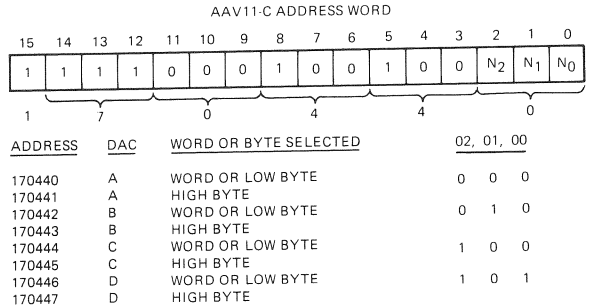 AAV11-C ADDRESS WORD
15 14 13 12 11 10 9 8 7 6 5 4 3 2 1 0
1 1 1 1 0 0 0 1 0 0 1 0 0 N2 N1 N0
1 7 0 4 4 0
ADDRESS DAC WORD OR BYTE SELECTED 02, 01, 00
170440 A WORD OR LOW BYTE 0 0 0
170441 A HIGH BYTE
170442 B WORD OR LOW BYTE 0 1 0
170443 B HIGH BYTE
170444 C WORD OR LOW BYTE 1 0 0
170445 C HIGH BYTE
170446 D WORD OR LOW BYTE 1 0 1
170447 D HIGH BYTE